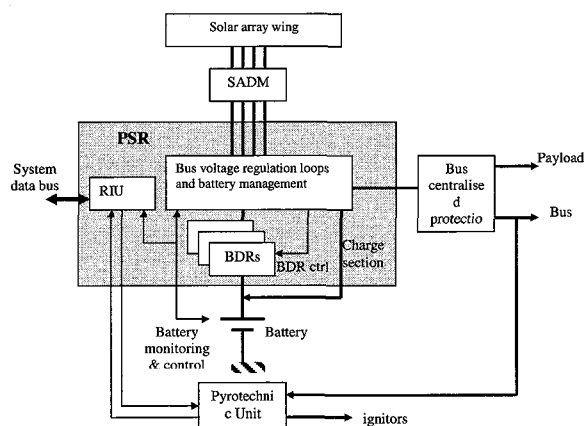 Solar array wing
SADM
PSR
System
data bus
RIU
Bus voltage regulation loops
and battery management
Bus
centralise
d
protectio
Payload
Bus
BDRs
BDR ctrl
Charge
section
Battery
monitoring
& control
Battery
Pyrotechni
c Unit
ignitors